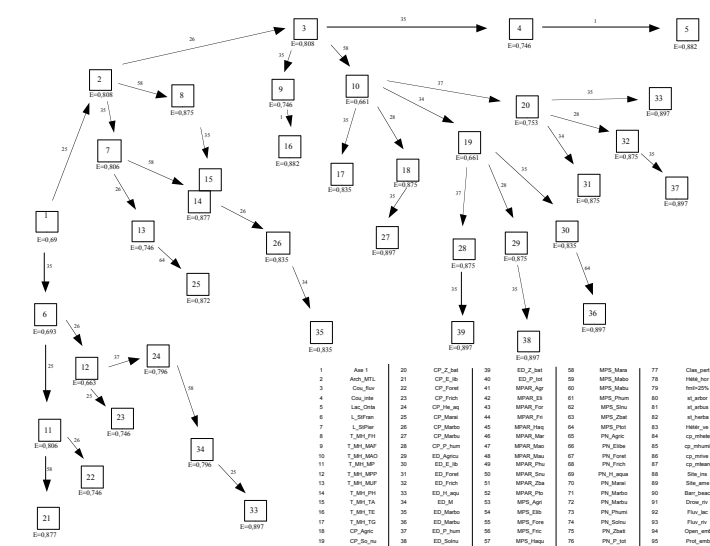 35
1
3
4
5
E=0,808
E=0,746
E=0,882
26
35
58
2
58
8
9
10
37
33
E=0,808
E=0,875
E=0,746
E=0,661
35
E=0,897
35
1
34
20
28
E=0,753
25
7
35
16
35
28
19
34
32
E=0,806
58
15
E=0,882
E=0,661
E=0,875
35
17
18
35
31
37
26
14
E=0,835
E=0,875
37
28
E=0,875
E=0,897
E=0,877
35
1
13
26
27
30
E=0,69
E=0,746
26
E=0,897
28
29
E=0,835
64
E=0,835
E=0,875
E=0,875
35
25
34
64
E=0,872
35
35
6
36
E=0,693
26
35
39
38
E=0,897
24
E=0,835
E=0,897
E=0,897
37
12
25
E=0,796
E=0,663
25
58
23
11
E=0,746
34
E=0,806
26
E=0,796
22
25
58
E=0,746
33
21
E=0,897
E=0,877
1 Axe 1 20 CP_Z_bat 39 ED_Z_bat 58 MPS_Mara 77 Clas_pert
2 Arch_MTL 21 CP_E_lib 40 ED_P_tot 59 MPS_Mabo 78 Hété_hor
3 Cou_fluv 22 CP_Foret 41 MPAR_Agr 60 MPS_Mabu 79 fmil=25%
4 Cou_inte 23 CP_Frich 42 MPAR_Eli 61 MPS_Phum 80 st_arbor
5 Lac_Onta 24 CP_He_aq 43 MPAR_For 62 MPS_Slnu 81 st_arbus
6 L_StFran 25 CP_Marai 44 MPAR_Fri 63 MPS_Zbat 82 st_herba
7 L_StPier 26 CP_Marbo 45 MPAR_Haq 64 MPS_Ptot 83 Hétér_ve
8 T_MH_FH 27 CP_Marbu 46 MPAR_Mar 65 PN_Agric 84 cp_mhete
9 T_MH_MAF 28 CP_P_hum 47 MPAR_Mao 66 PN_Elibe 85 cp_mhumi
10 T_MH_MAO 29 ED_Agricu 48 MPAR_Mau 67 PN_Foret 86 cp_mrive
11 T_MH_MP 30 ED_E_lib 49 MPAR_Phu 68 PN_Frich 87 cp_mtean
12 T_MH_MPP 31 ED_Foret 50 MPAR_Snu 69 PN_H_aqua 88 Site_ins
13 T_MH_MUF 32 ED_Frich 51 MPAR_Zba 70 PN_Marai 89 Site_ame
14 T_MH_PH 33 ED_H_aqu 52 MPAR_Pto 71 PN_Marbo 90 Barr_beac
15 T_MH_TA 34 ED_M 53 MPS_Agri 72 PN_Marbu 91 Drow_riv
16 T_MH_TE 35 ED_Marbo 54 MPS_Elib 73 PN_Phumi 92 Fluv_lac
17 T_MH_TG 36 ED_Marbu 55 MPS_Fore 74 PN_Solnu 93 Fluv_riv
18 CP_Agric 37 ED_P_hum 56 MPS_Fric 75 PN_Zbati 94 Open_emb
19 CP_So_nu 38 ED_Solnu 57 MPS_Haqu 76 PN_P_tot 95 Prot_emb